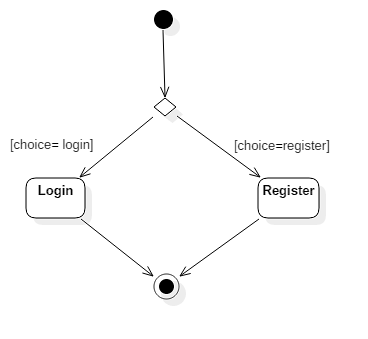 [choice= login]
[choice=register]
Login
Register